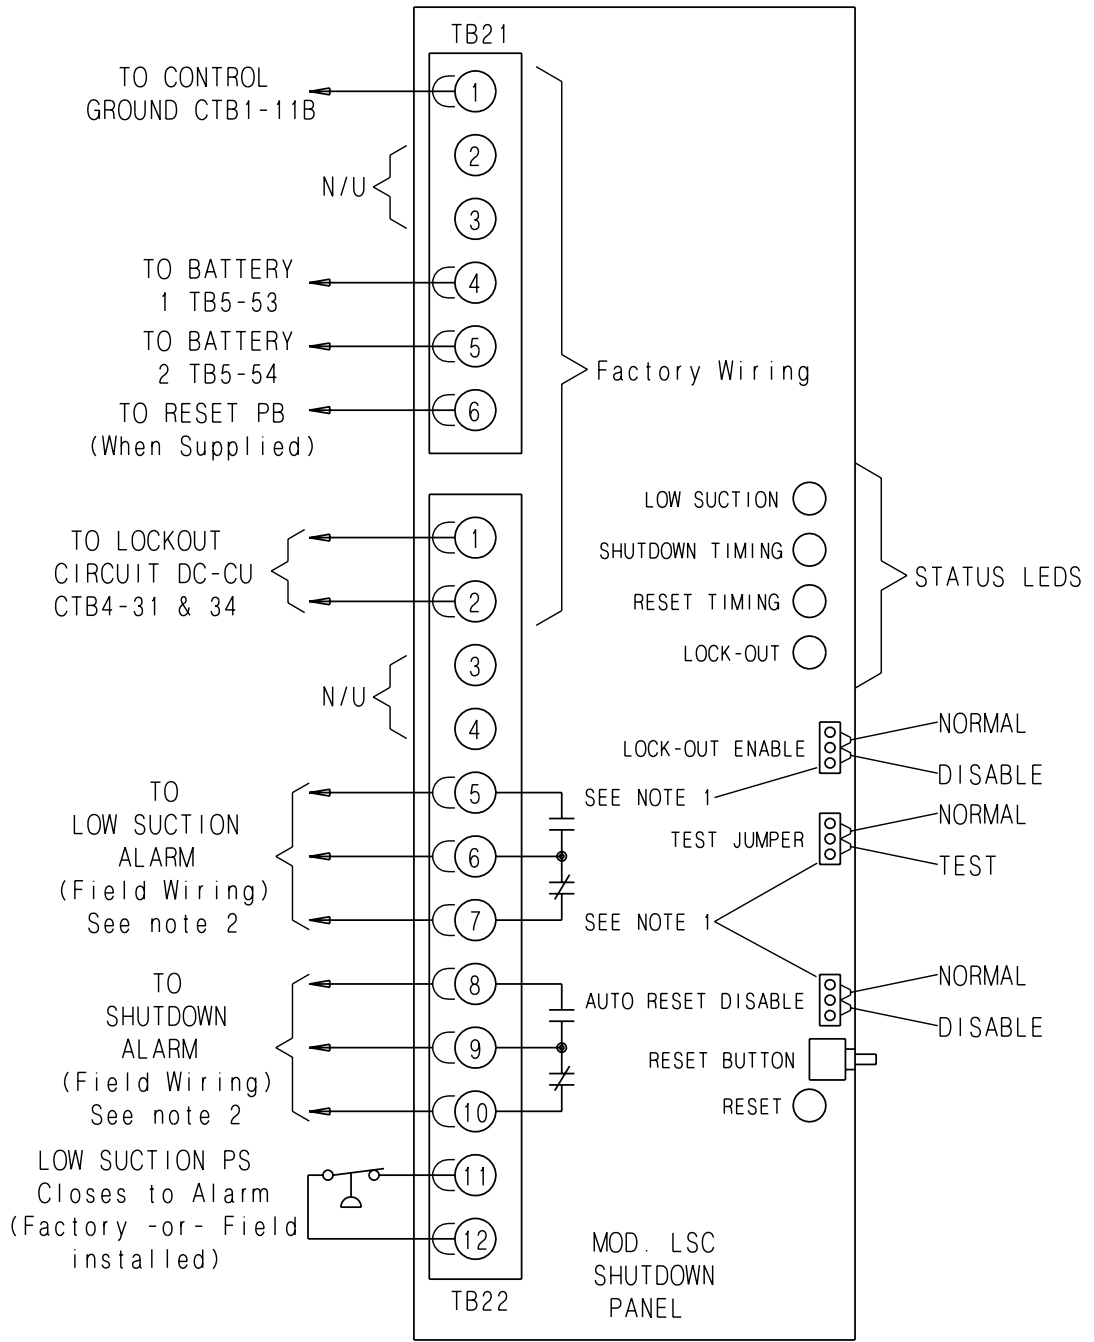 TB21
TO CONTROL
GROUND CTB1-11B
1
2
N/U
3
TO BATTERY
1 TB5-53
4
TO BATTERY
2 TB5-54
5
Factory Wiring
TO RESET PB
(When Supplied)
6
LOW SUCTION
SHUTDOWN TIMING
RESET TIMING
LOCK-OUT
STATUS LEDS
TO LOCKOUT
CIRCUIT DC-CU
CTB4-31 & 34
1
2
3
N/U
4
LOCK-OUT ENABLE
NORMAL
DISABLE
SEE NOTE 1
TEST JUMPER
NORMAL
TEST
SEE NOTE 1
TO
LOW SUCTION
ALARM
(Field Wiring)
See note 2
5
6
7
TO
SHUTDOWN
ALARM
(Field Wiring)
See note 2
8
9
10
AUTO RESET DISABLE
NORMAL
DISABLE
RESET BUTTON
RESET
LOW SUCTION PS
Closes to Alarm
(Factory -or- Field
installed)
11
12
MOD. LSC
SHUTDOWN
PANEL
TB22